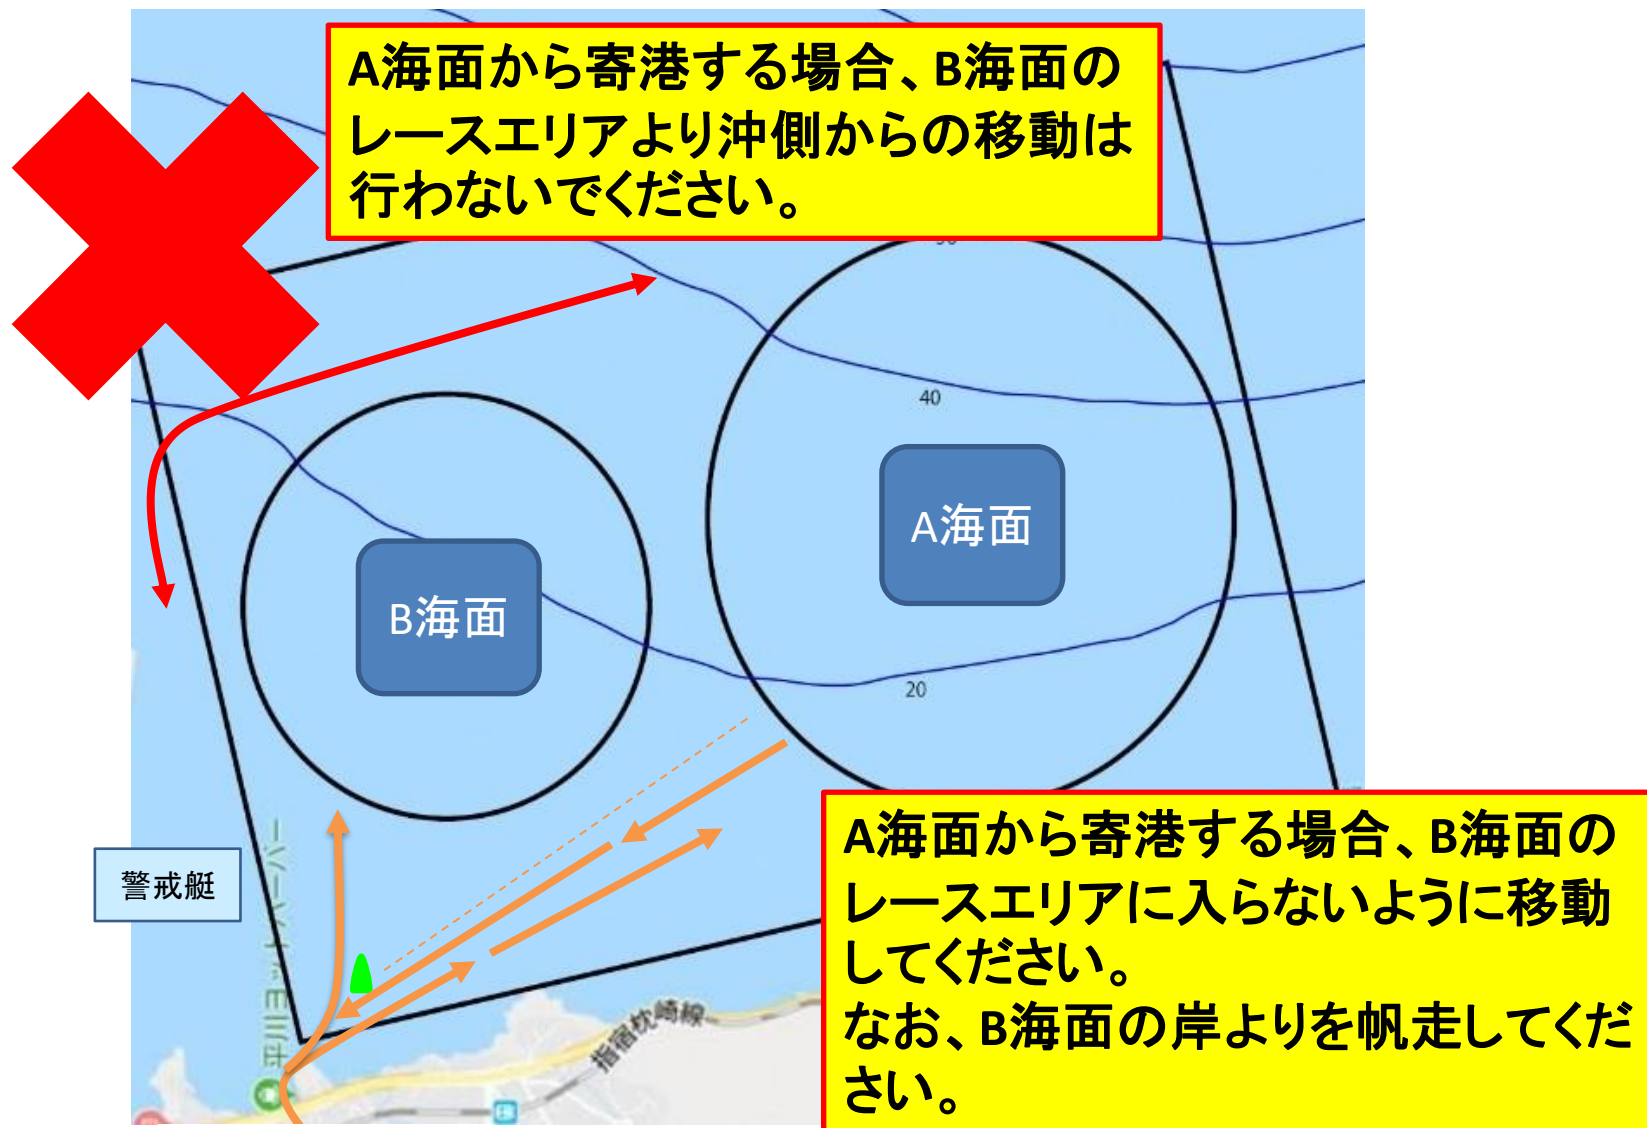 A海面から寄港する場合、B海面の
レースエリアより沖側からの移動は
行わないでください。
40
A海面
B海面
20
警戒艇
A海面から寄港する場合、B海面の
レースエリアに入らないように移動
してください。
なお、B海面の岸よりを帆走してくだ
さい。
指宿枕崎線